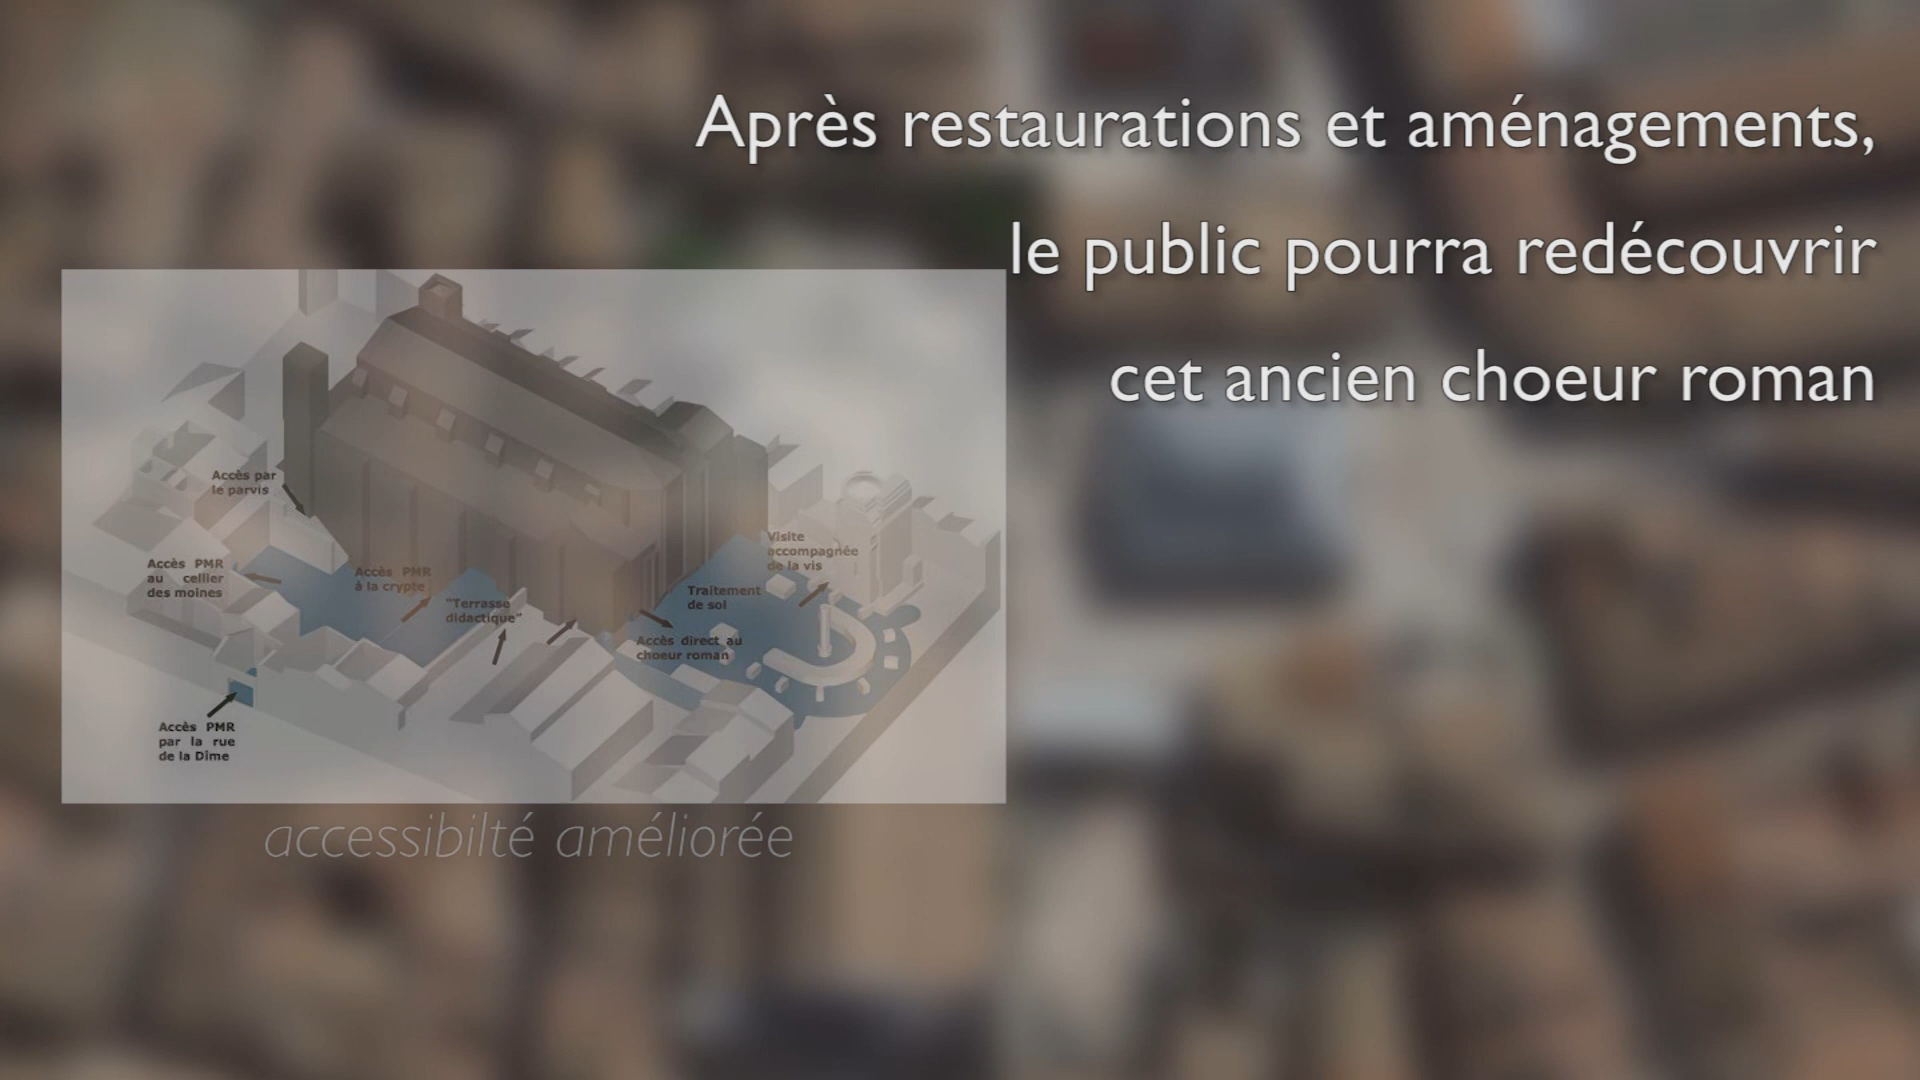 Après restaurations et aménagements,
le public pourra redécouvrir
cet ancien choeur roman
Accès par
le parvis
Accès PMR
au cellier
des moines
Accès PMR
à la crypte
"Terrasse
didactique"
Visite
accompagnée
de la vis
Traitement
de sol
Accès direct au
choeur roman
Accès PMR
par la rue
de la Dîme
accessibilté améliorée